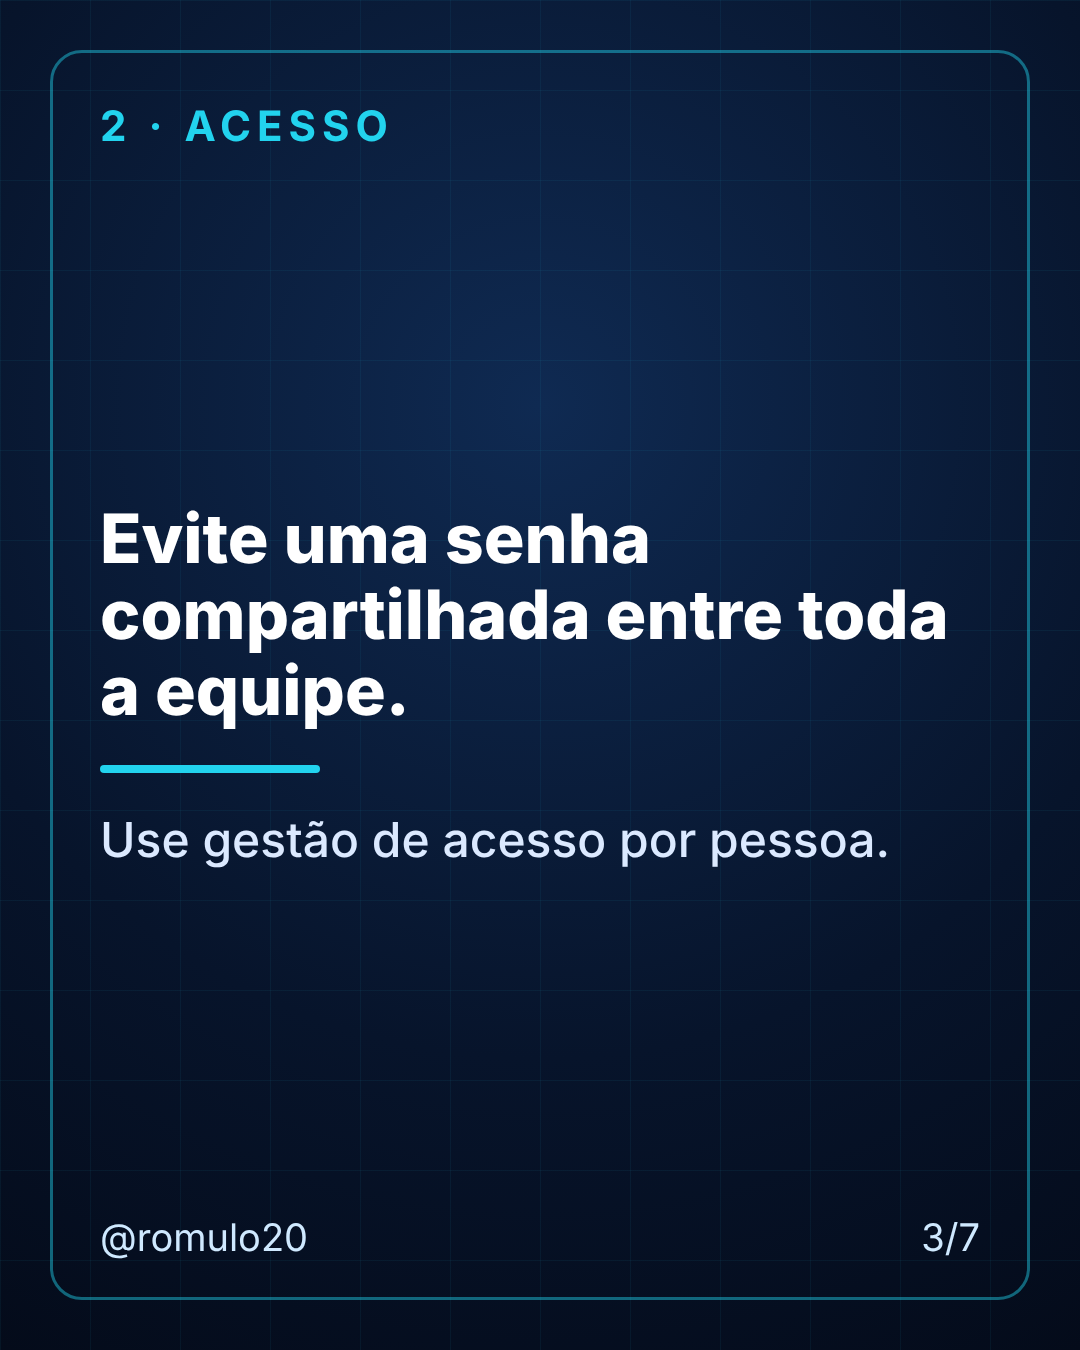 2 · ACESSO
Evite uma senha
compartilhada entre toda
a equipe.
Use gestão de acesso por pessoa.
@romulo20
3/7